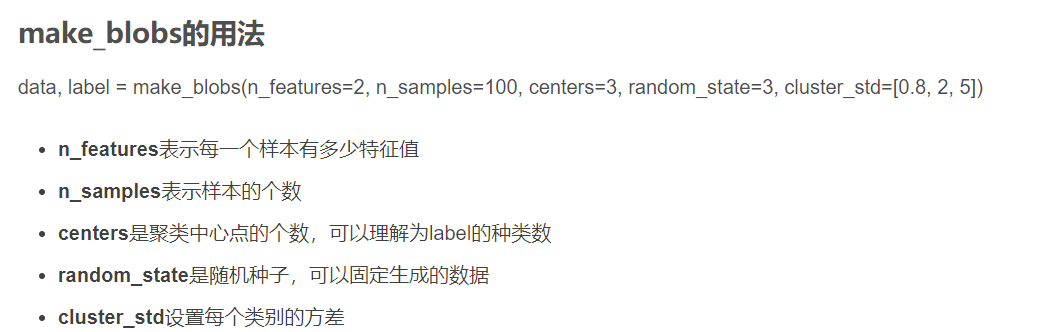 make_blobs的用法
data, label = make_blobs(n_features=2, n_samples=100, centers=3, random_state=3, cluster_std=[0.8, 2, 5])
• n_features表示每一个样本有多少特征值
• n_samples表示样本的个数
• centers是聚类中心点的个数，可以理解为label的种类数
• random_state是随机种子，可以固定生成的数据
• cluster_std设置每个类别的方差